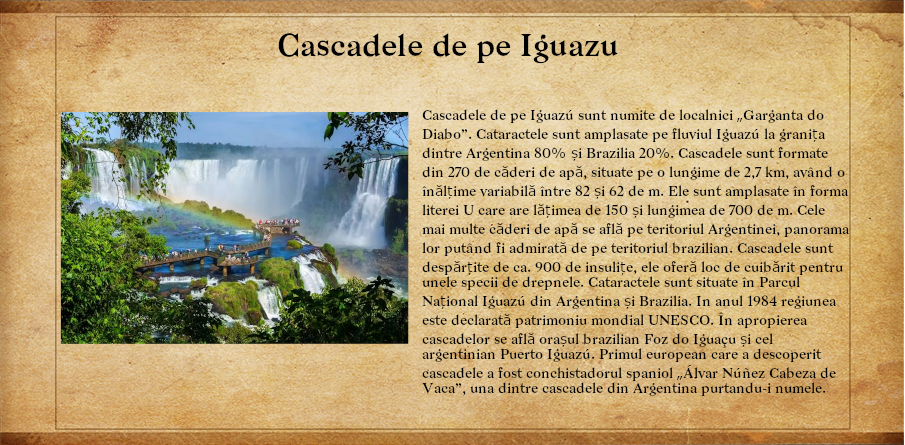 Cascadele de pe Iguazu
Cascadele de pe Iguazú sunt numite de localnici „Garganta do
Diabo”. Cataractele sunt amplasate pe fluviul Iguazú la granița
dintre Argentina 80% și Brazilia 20%. Cascadele sunt formate
din 270 de căderi de apă, situate pe o lungime de 2,7 km, având o
înălțime variabilă între 82 și 62 de m. Ele sunt amplasate în forma
literei U care are lățimea de 150 și lungimea de 700 de m. Cele
mai multe căderi de apă se află pe teritoriul Argentinei, panorama
lor putând fi admirată de pe teritoriul brazilian. Cascadele sunt
despărțite de ca. 900 de insulițe, ele oferă loc de cuibărit pentru
unele specii de drepnele. Cataractele sunt situate în Parcul
Național Iguazú din Argentina și Brazilia. In anul 1984 regiunea
este declarată patrimoniu mondial UNESCO. În apropierea
cascadelor se află orașul brazilian Foz do Iguaçu și cel
argentinian Puerto Iguazú. Primul european care a descoperit
cascadele a fost conchistadorul spaniol „Álvar Núñez Cabeza de
Vaca”, una dintre cascadele din Argentina purtandu-i numele.